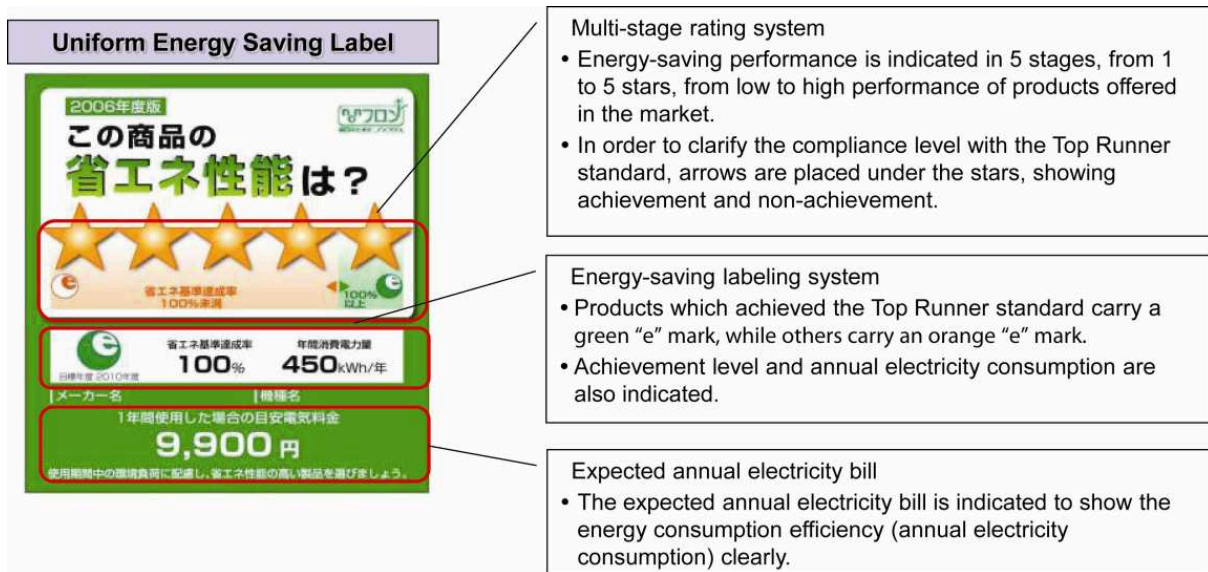 Uniform Energy Saving Label
2006年度版
ノンフロン
この商品の
省エネ性能は?
e
省エネ基準達成率
100%未満
100%
以上
e
e
目標年度 2010年度
省エネ基準達成率
100%
年間消費電力量
450kWh/年
メーカー名
機種名
1年間使用した場合の目安電気料金
9,900円
使用期間中の環境負荷に配慮し、省エネ性能の高い製品を選びましょう。
Multi-stage rating system
• Energy-saving performance is indicated in 5 stages, from 1
to 5 stars, from low to high performance of products offered
in the market.
• In order to clarify the compliance level with the Top Runner
standard, arrows are placed under the stars, showing
achievement and non-achievement.
Energy-saving labeling system
• Products which achieved the Top Runner standard carry a
green “e” mark, while others carry an orange “e” mark.
• Achievement level and annual electricity consumption are
also indicated.
Expected annual electricity bill
• The expected annual electricity bill is indicated to show the
energy consumption efficiency (annual electricity
consumption) clearly.